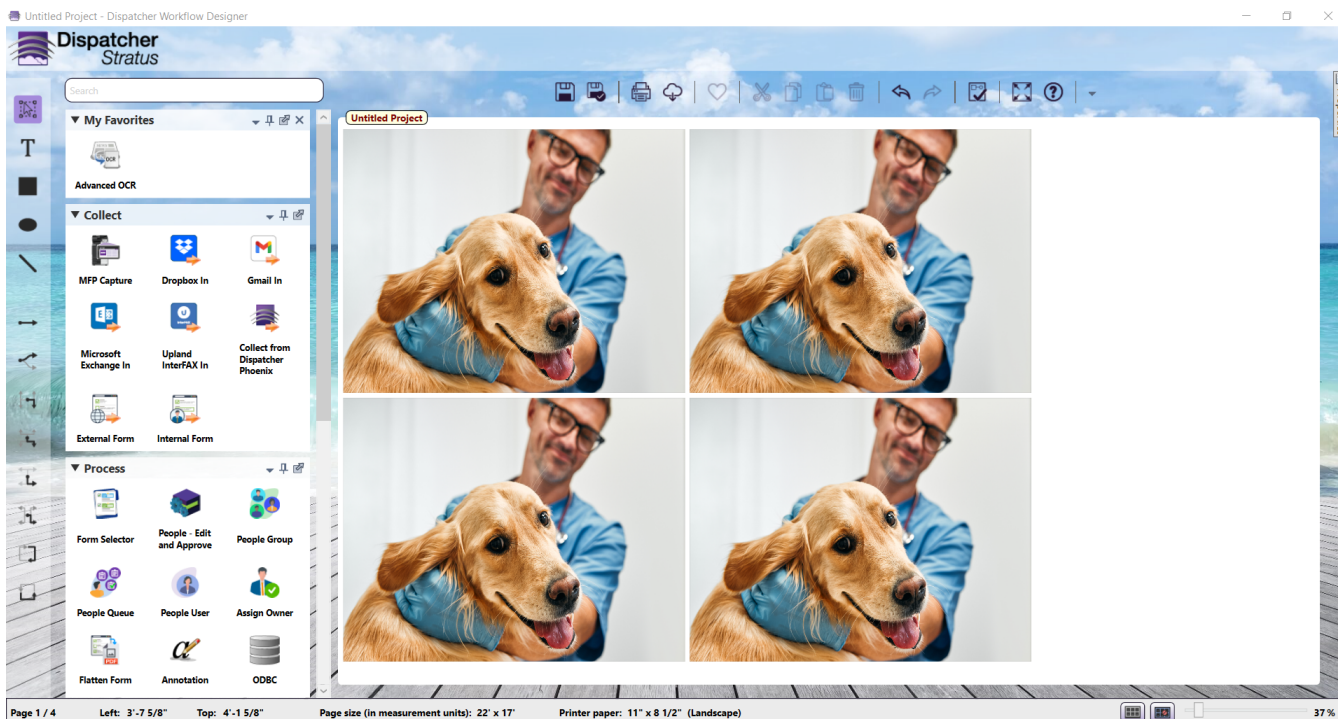 Untitled Project - Dispatcher Workflow Designer
Dispatcher
Stratus
Search
My Favorites
Advanced OCR
Collect
MFP Capture
Dropbox In
Gmail In
Microsoft
Exchange In
Upland
InterFAX In
Collect from
Dispatcher
Phoenix
External Form
Internal Form
Process
Form Selector
People - Edit
and Approve
People Group
People Queue
People User
Assign Owner
Flatten Form
Annotation
ODBC
Untitled Project
Page 1 / 4
Left: 3'-7 5/8"
Top: 4'-1 5/8"
Page size (in measurement units): 22' x 17'
Printer paper: 11" x 8 1/2" (Landscape)
37 %